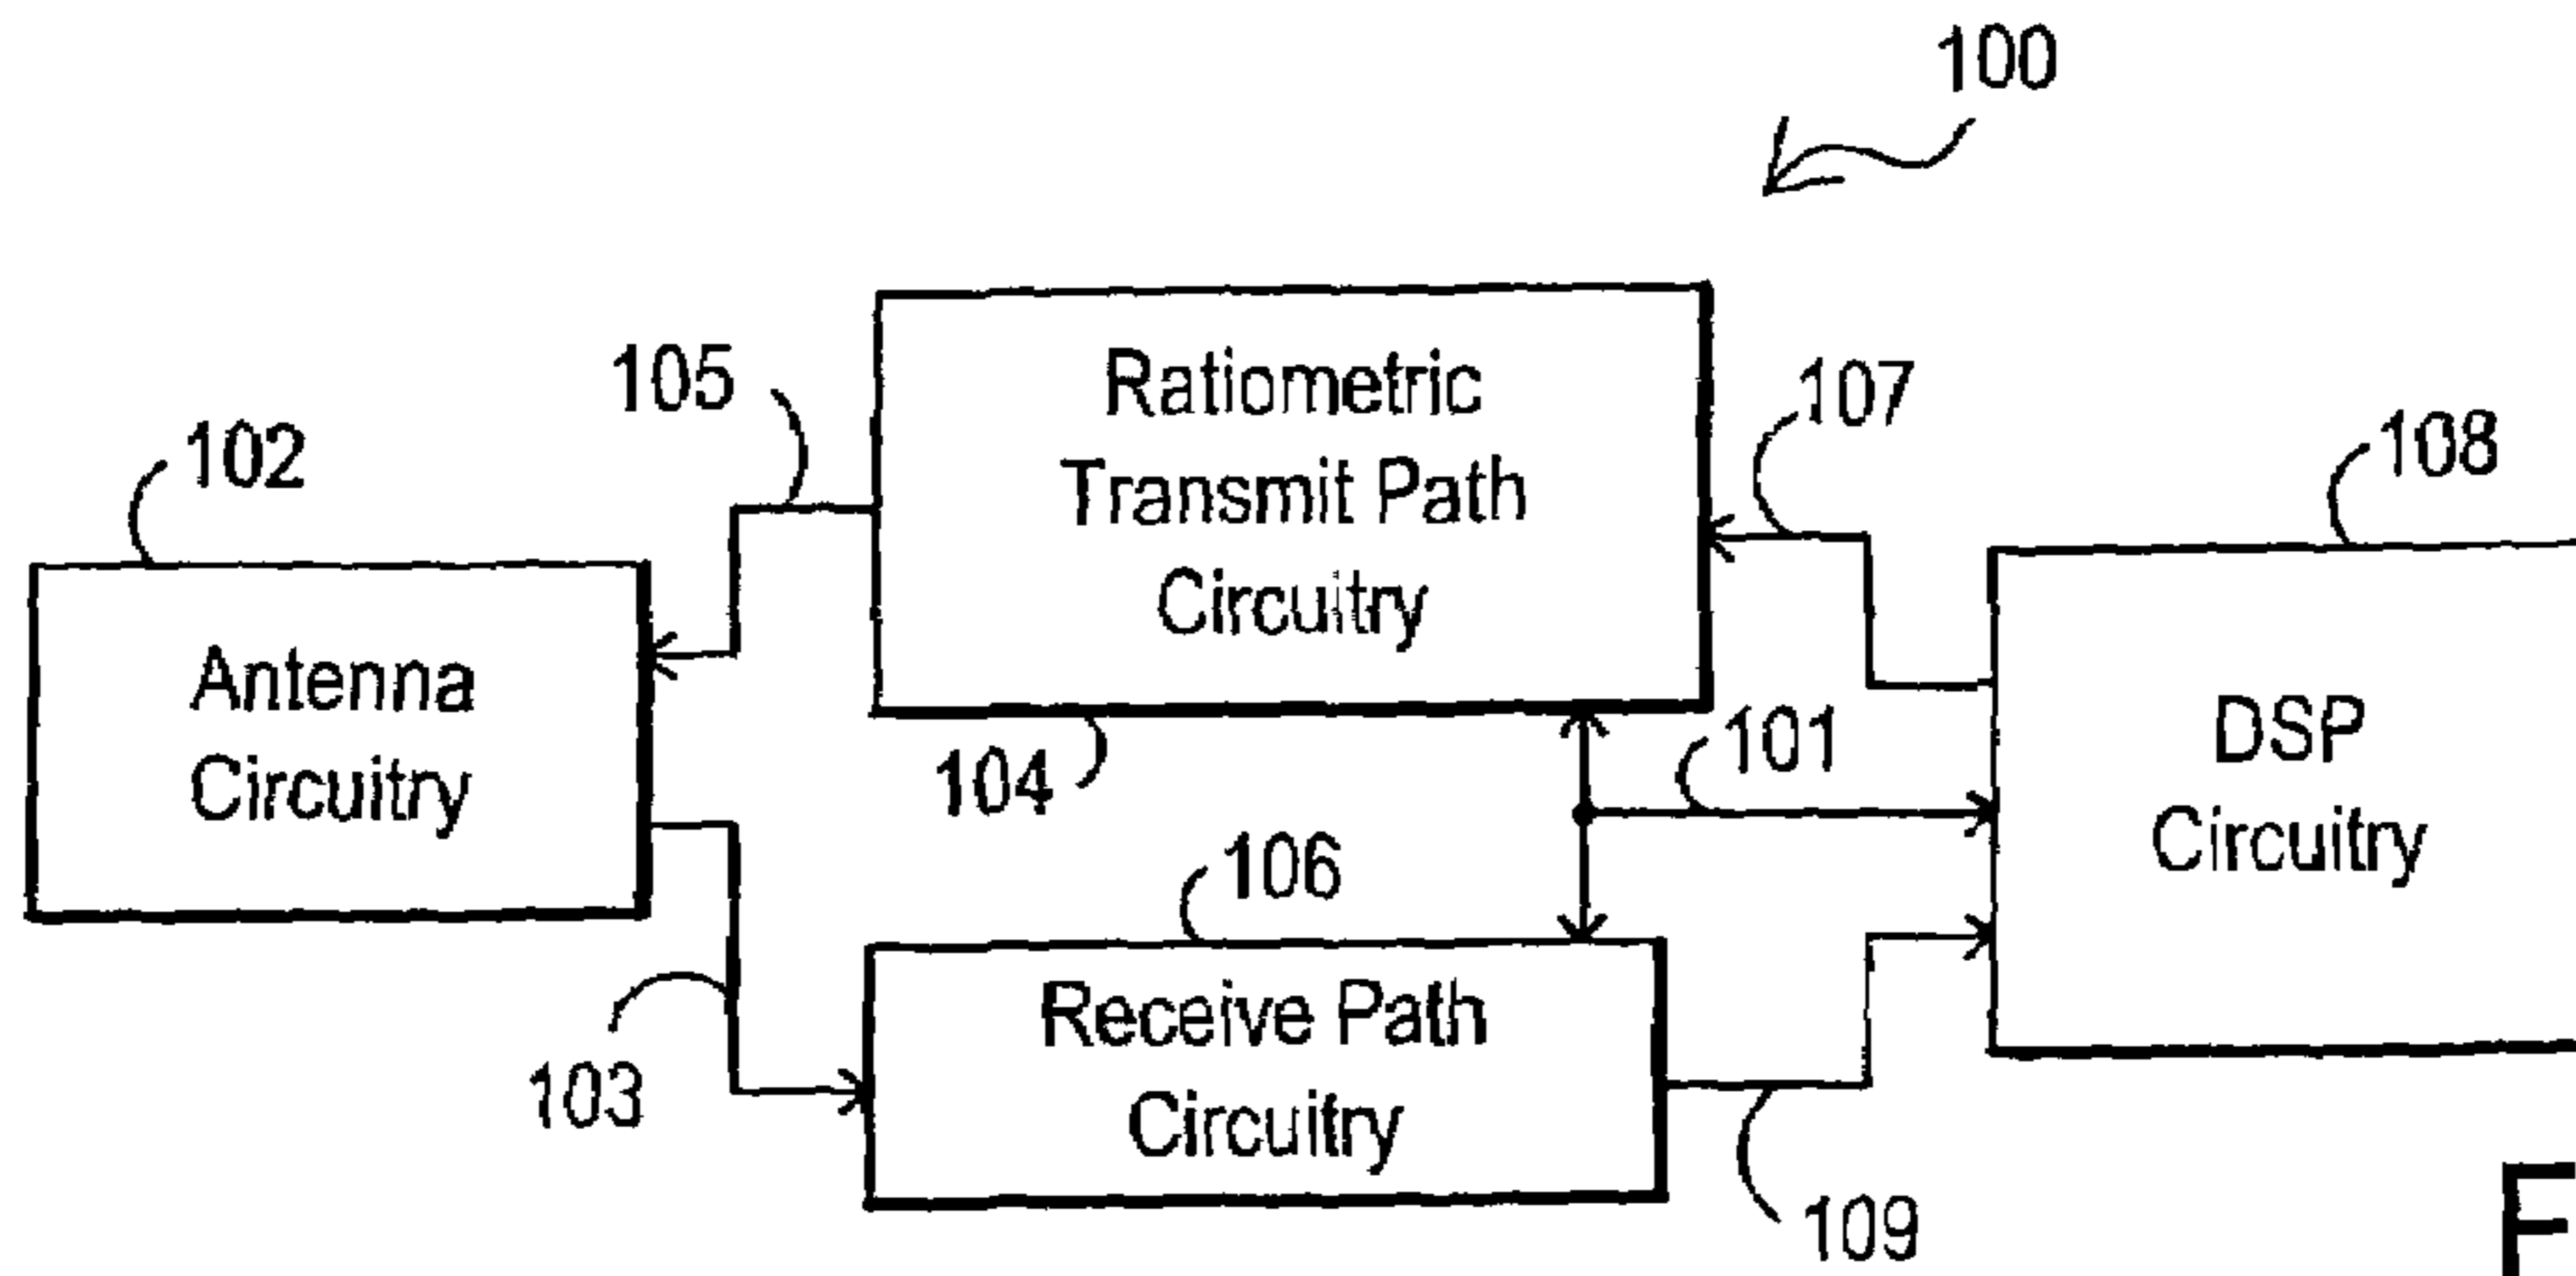 100
105
Ratiometric
Transmit Path
Circuitry
107
102
108
Antenna
Circuitry
104
101
DSP
Circuitry
106
103
Receive Path
Circuitry
109
F